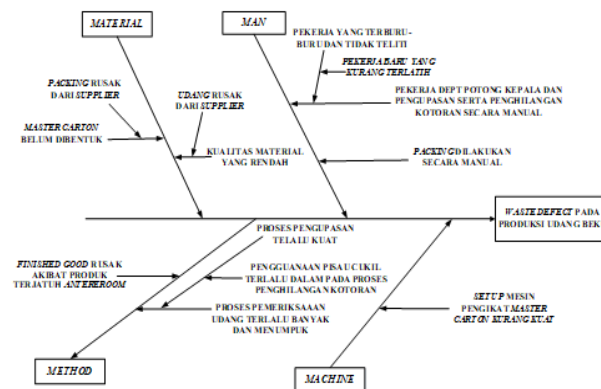 MATERIAL
MAN
PEKERJA YANG TERBURU-
BURU DAN TIDAK TELITI
PEKERJA BARU YANG
KURANG TERLATIH
PACKING RUSAK
DARI SUPPLIER
UDANG RUSAK
DARI SUPPLIER
PEKERJA DEPT POTONG KEPALA DAN
PENGUPASAN SERTA PENGHILANGAN
KOTORAN SECARA MANUAL
MASTER CARTON
BELUM DIBENTUK
KUALITAS MATERIAL
YANG RENDAH
PACKING DILAKUKAN
SECARA MANUAL
WASTE DEFECT PADA
PRODUKSI UDANG BEK
PROSES PENGUPASAN
TELALU KUAT
FINISHED GOOD RUSAK
AKIBAT PRODUK
TERJATUH ANTEREROOM
PENGGUANAAN PISAU CUKIL
TERLALU DALAM PADA PROSES
PENGHILANGAN KOTORAN
PROSES PEMERIKSAAAN
UDANG TERLALU BANYAK
DAN MENUMPUK
SETUP MESIN
PENGIKAT MASTER
CARTON KURANG KUAT
METHOD
MACHINE